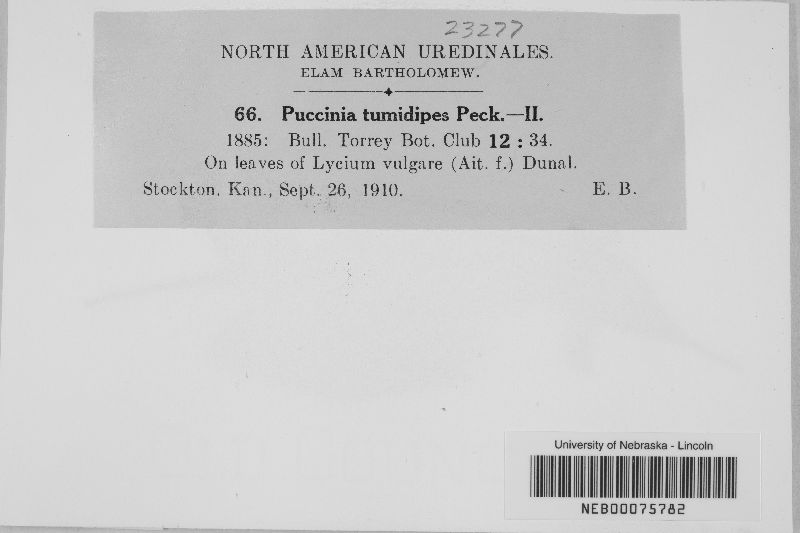 23277
NORTH AMERICAN UREDINALES.
ELAM BARTHOLOMEW.
66. Puccinia tumidipes Peck.—II.
1885: Bull. Torrey Bot. Club 12 : 34.
On leaves of Lycium vulgare (Ait. f.) Dunal.
Stockton, Kan., Sept. 26, 1910. E. B.
University of Nebraska - Lincoln
NEB00075782